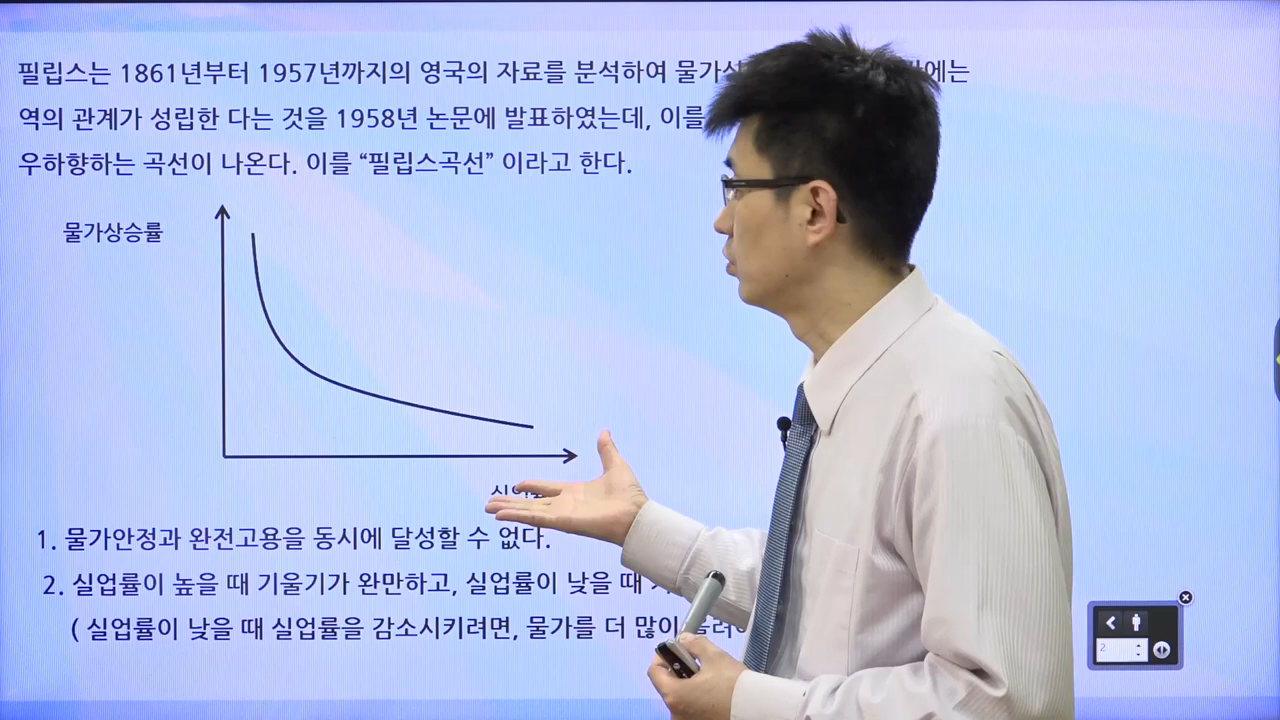 필립스는 1861년부터 1957년까지의 영국의 자료를 분석하여
역의 관계가 성립한 다는 것을 1958년 논문에 발표하였는데, 이를
우하향하는 곡선이 나온다. 이를 “필립스곡선” 이라고 한다.
물가상승률
1. 물가안정과 완전고용을 동시에 달성할 수 없다.
2. 실업률이 높을 때 기울기가 완만하고, 실업률이 낮을 때
( 실업률이 낮을 때 실업률을 감소시키려면, 물가를 더 많이
2